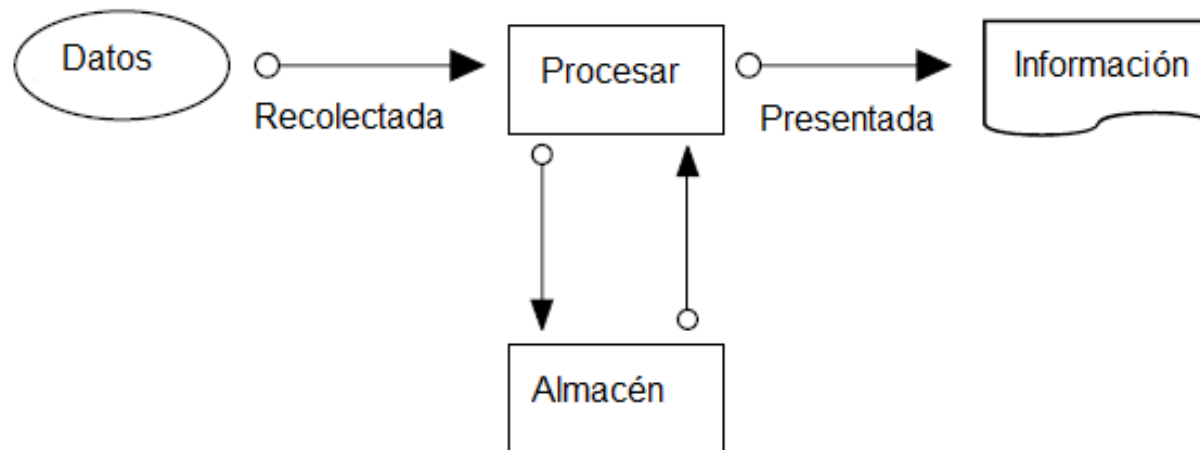 Datos
Recolectada
Procesar
Presentada
Información
Almacén